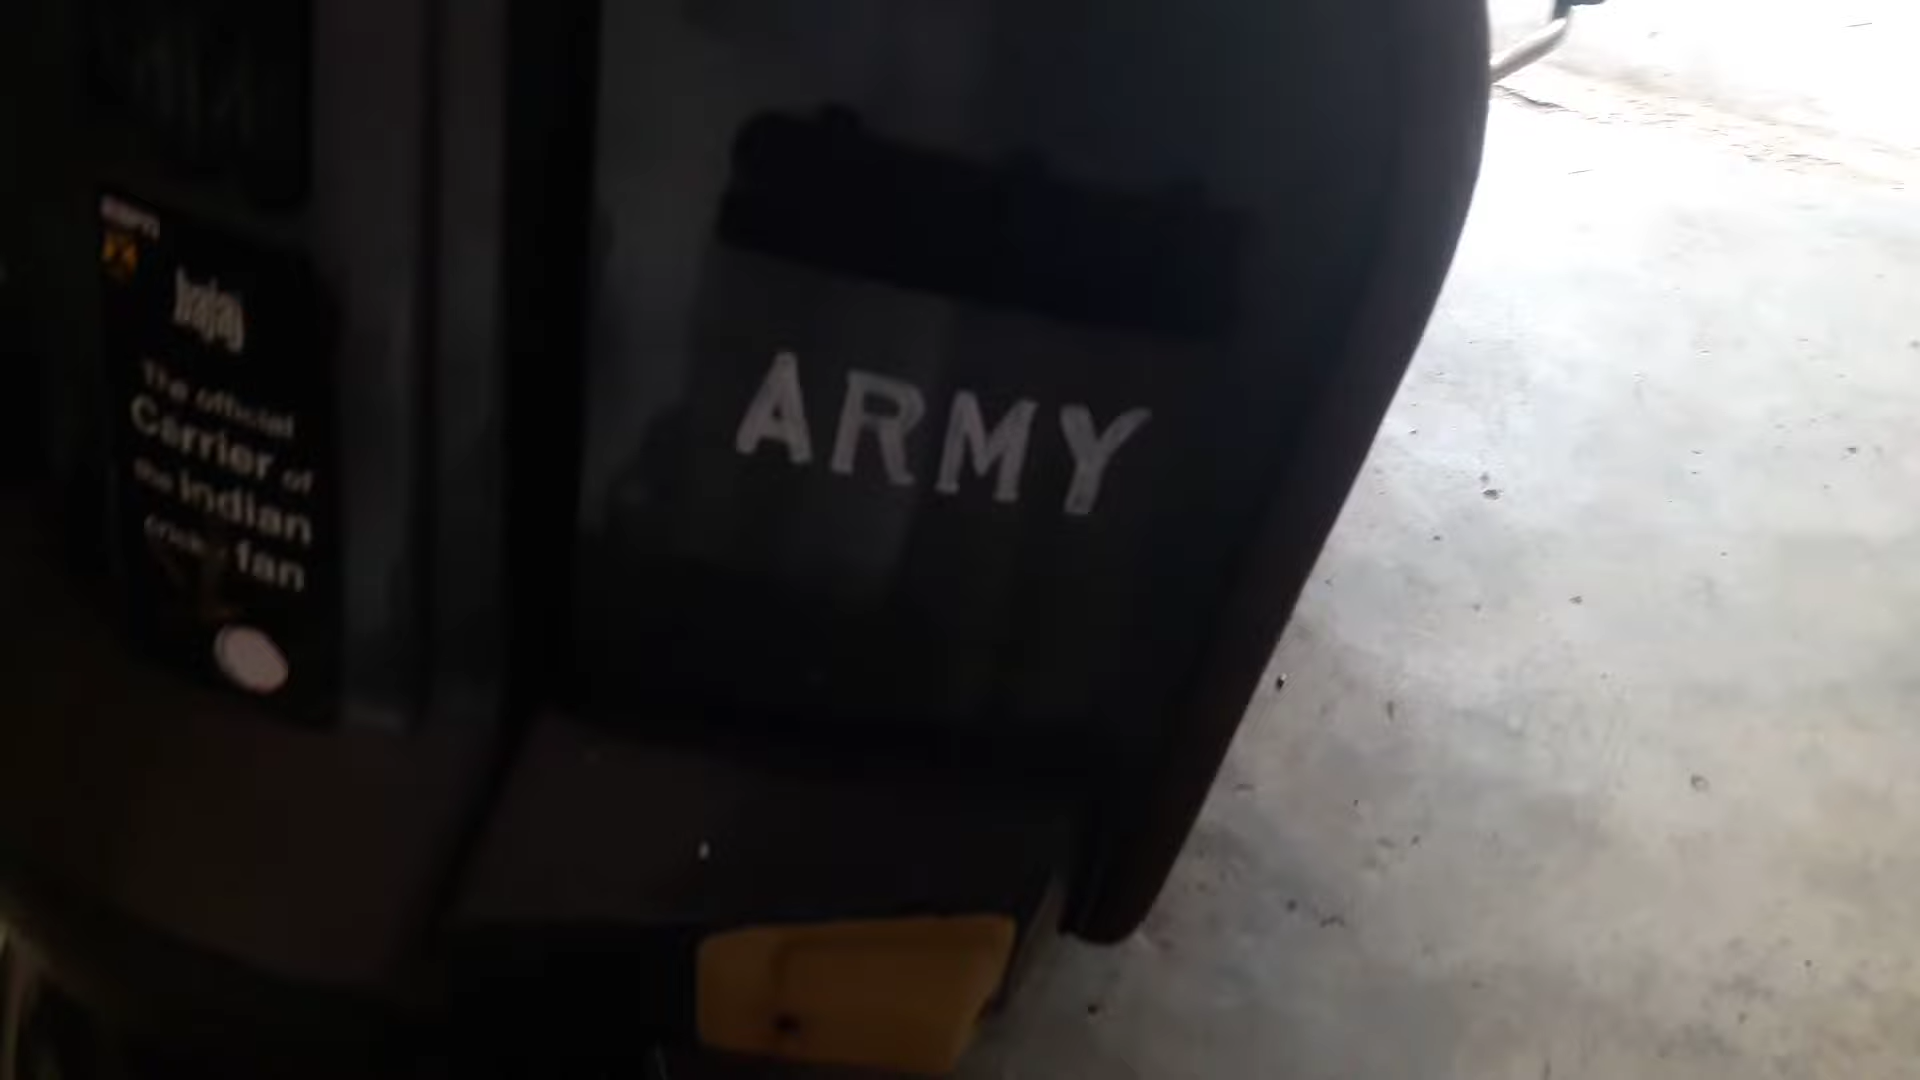 bajaj
The official
Carrier of
the Indian
fan
ARMY